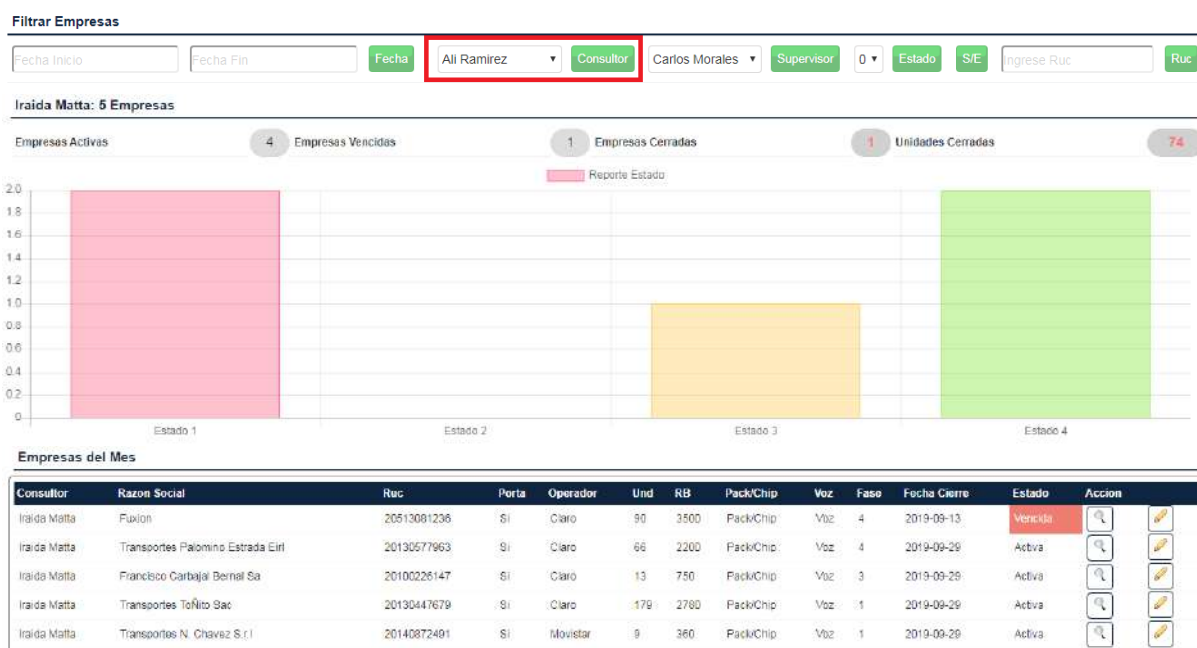 Filtrar Empresas
Fecha Inicio Fecha Fin Fecha Ali Ramirez Consultor Carlos Morales Supervisor 0 Estado S/E Ingrese Ruc Ruc
Iraida Matta: 5 Empresas
Empresas Activas 4 Empresas Vencidas 1 Empresas Cerradas 1 Unidades Cerradas 74
Reporte Estado
2.0
1.8
1.6
1.4
1.2
1.0
0.8
0.6
0.4
0.2
0
Estado 1 Estado 2 Estado 3 Estado 4
Empresas del Mes
Consultor Razon Social Ruc Porta Operador Und RB Pack/Chip Voz Fase Fecha Cierre Estado Accion
Iraida Matta Fuxion 20513081236 Si Claro 90 3500 Pack/Chip Voz 4 2019-09-13 Vencida
Iraida Matta Transportes Palomino Estrada Eirl 20130577963 Si Claro 66 2200 Pack/Chip Voz 4 2019-09-29 Activa
Iraida Matta Francisco Carbajal Bernal Sa 20100226147 Si Claro 13 750 Pack/Chip Voz 3 2019-09-29 Activa
Iraida Matta Transportes ToÑito Sac 20130447679 Si Claro 179 2780 Pack/Chip Voz 1 2019-09-29 Activa
Iraida Matta Transportes N. Chavez S.r.l 20140872491 Si Movistar 9 360 Pack/Chip Voz 1 2019-09-29 Activa